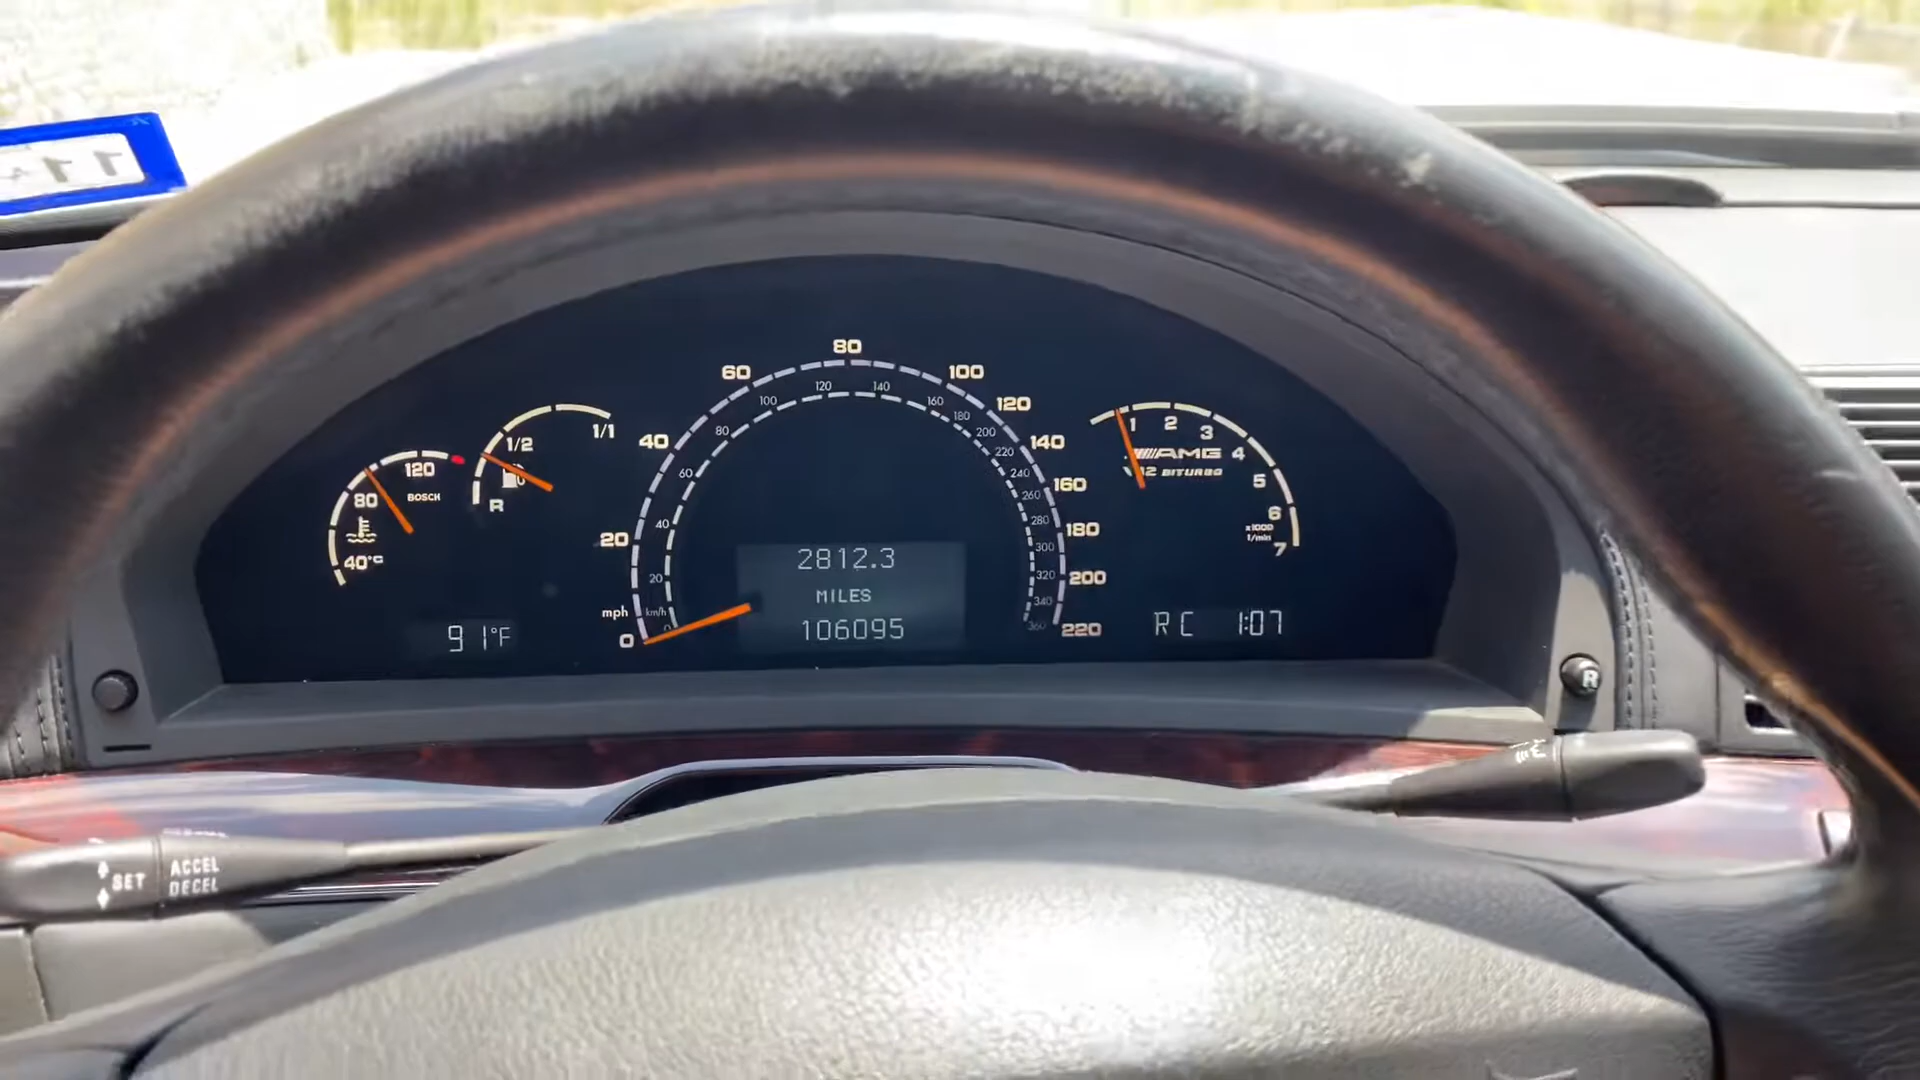 120
80
BOSCH
40°C
1/1
1/2
R
91°F
80
60
100
120
40
140
160
20
180
200
mph
0
220
120
140
100
160
180
80
200
220
60
240
260
40
280
300
20
320
340
km/h
0
360
2812.3
MILES
106095
1
2
3
AMG
4
V12 BITURBO
5
6
x1000
1/min
7
R C 1:07
R
SET
ACCEL
DECEL